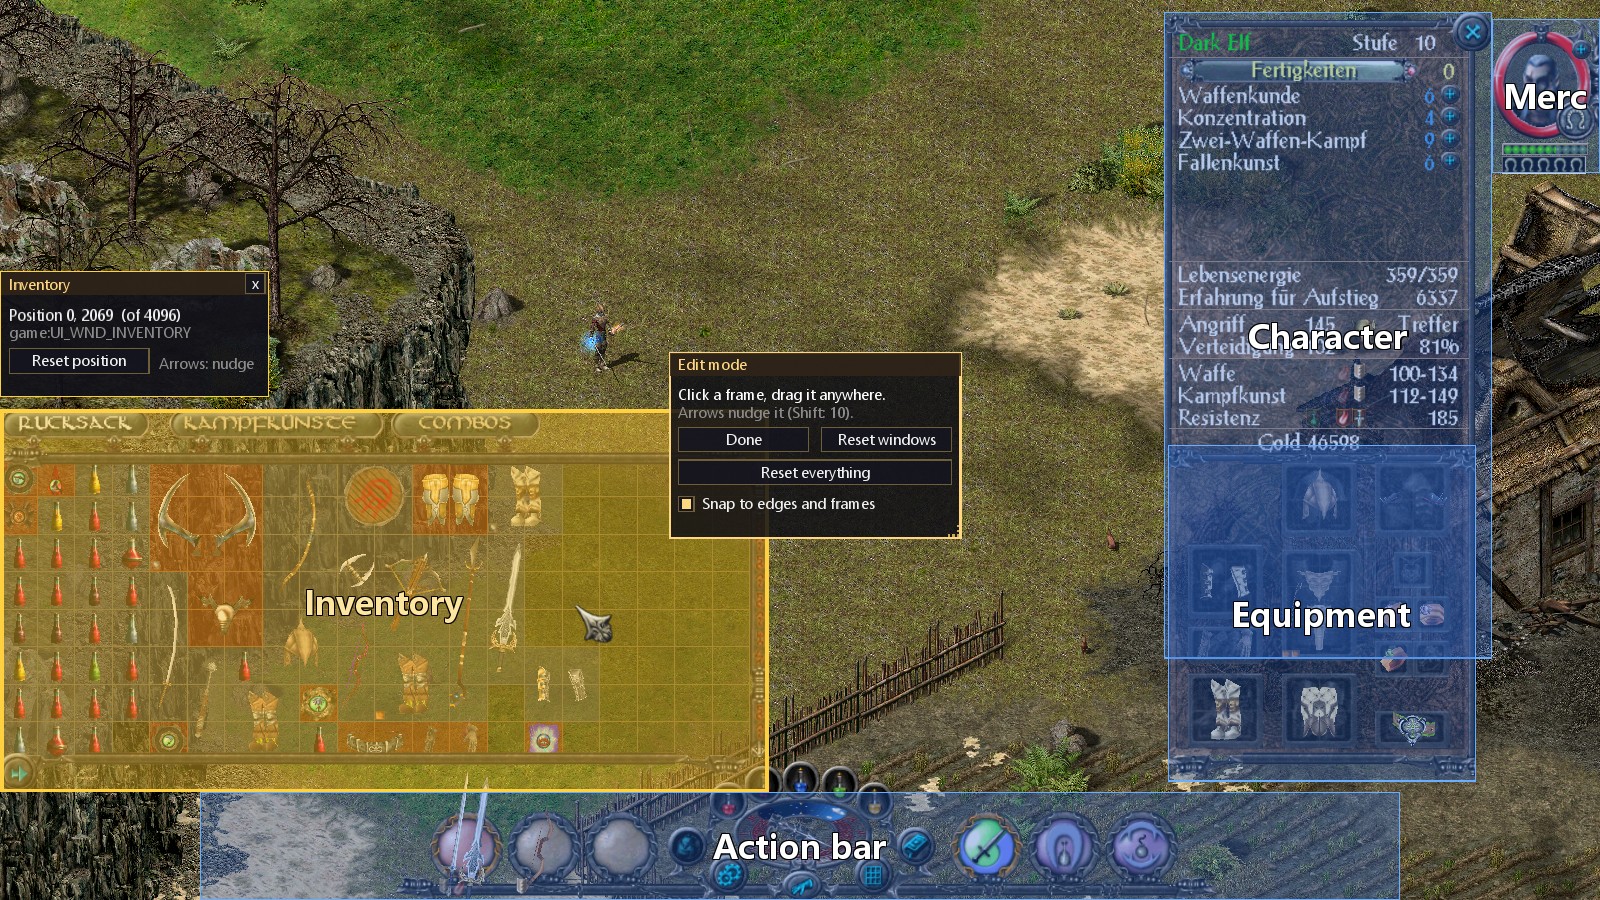 Dark Elf
Stufe 10
Fertigkeiten 0
Waffenkunde 6
Konzentration 4
Zwei-Waffen-Kampf 9
Fallenkunst 6
Merc
Lebensenergie 359/359
Erfahrung für Aufstieg 6337
Angriff 145 Treffer
Verteidigung 81%
Character
Waffe 100-134
Kampfkunst 112-149
Resistenz 185
Gold 46598
Equipment
Inventory
x
Position 0, 2069 (of 4096)
game:UI_WND_INVENTORY
Reset position
Arrows: nudge
Edit mode
Click a frame, drag it anywhere.
Arrows nudge it (Shift: 10).
Done
Reset windows
Reset everything
Snap to edges and frames
RUCKSACK
KAMPFKÜNSTE
COMBOS
Inventory
Action bar